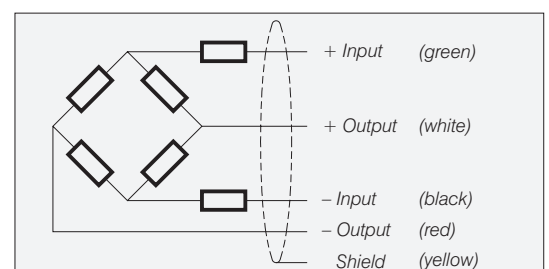 + Input (green)
+ Output (white)
– Input (black)
– Output (red)
Shield (yellow)